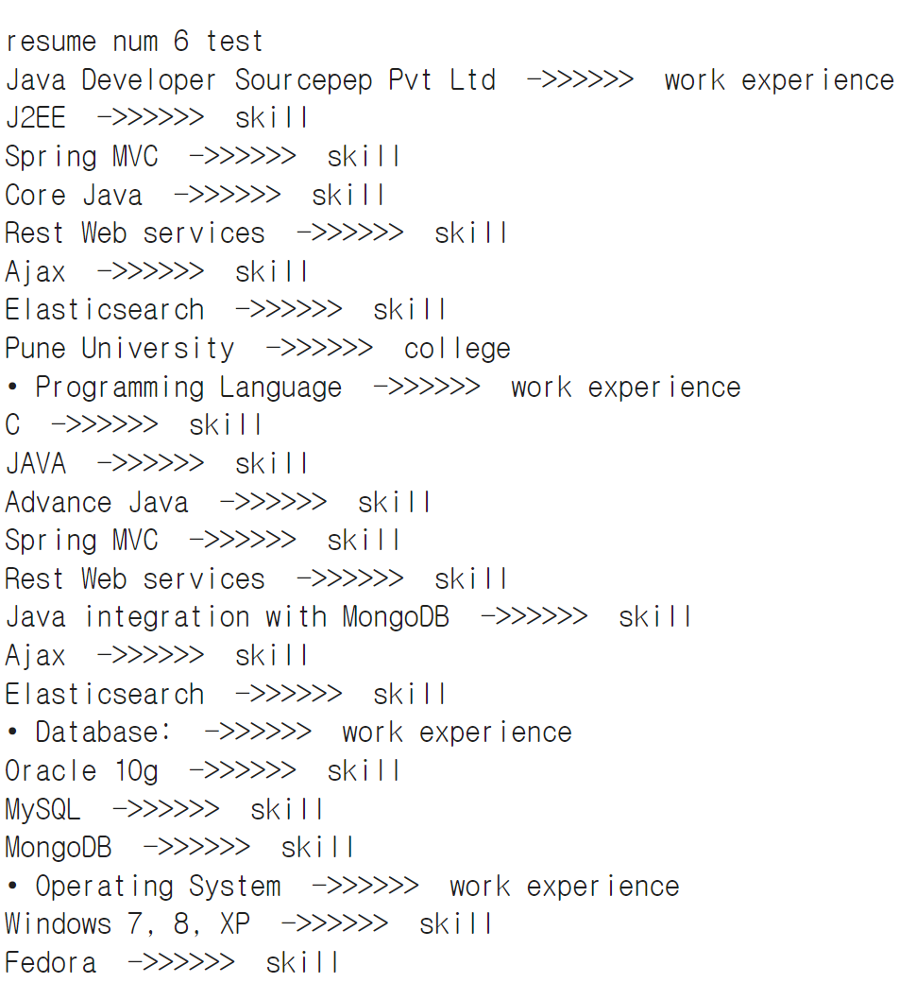 resume num 6 test
Java Developer Sourcepep Pvt Ltd  ->>>>>>  work experience
J2EE  ->>>>>>  skill
Spring MVC  ->>>>>>  skill
Core Java  ->>>>>>  skill
Rest Web services  ->>>>>>  skill
Ajax  ->>>>>>  skill
Elasticsearch  ->>>>>>  skill
Pune University  ->>>>>>  college
• Programming Language  ->>>>>>  work experience
C  ->>>>>>  skill
JAVA  ->>>>>>  skill
Advance Java  ->>>>>>  skill
Spring MVC  ->>>>>>  skill
Rest Web services  ->>>>>>  skill
Java integration with MongoDB  ->>>>>>  skill
Ajax  ->>>>>>  skill
Elasticsearch  ->>>>>>  skill
• Database:  ->>>>>>  work experience
Oracle 10g  ->>>>>>  skill
MySQL  ->>>>>>  skill
MongoDB  ->>>>>>  skill
• Operating System  ->>>>>>  work experience
Windows 7, 8, XP  ->>>>>>  skill
Fedora  ->>>>>>  skill